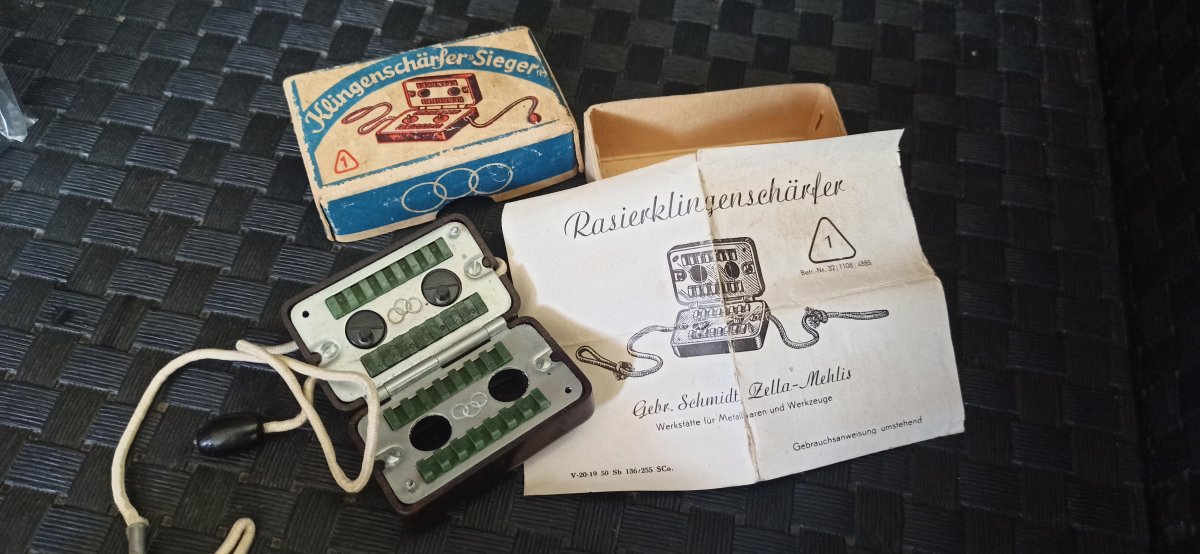 Klingenschärfer „Sieger"
1
Rasierklingenschärfer
1
Betr.-Nr. 32/1108/4885
Gebr. Schmidt, Zella-Mehlis
Werkstätte für Metallwaren und Werkzeuge
Gebrauchsanweisung umstehend
V-20-19 50 Sh 136/255 SCo.